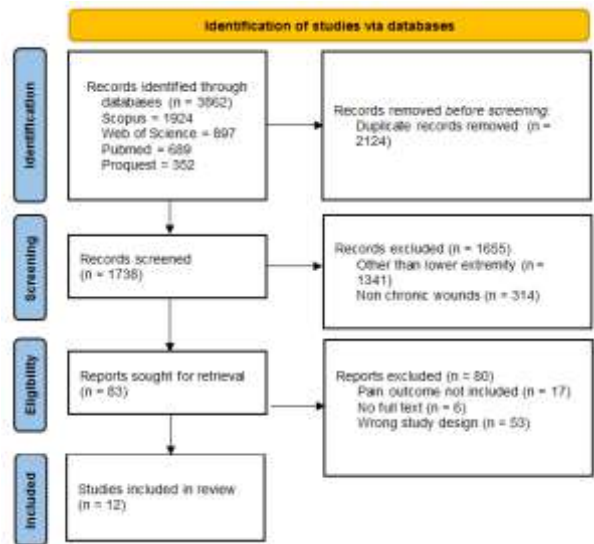 Identification of studies via databases
Identification
Records identified through
databases (n = 3862)
Scopus = 1924
Web of Science = 897
Pubmed = 689
Proquest = 352
Records removed before screening:
Duplicate records removed (n =
2124)
Screening
Records screened
(n = 1738)
Records excluded (n = 1655)
Other than lower extremity (n =
1341)
Non chronic wounds (n = 314)
Eligibility
Reports sought for retrieval
(n = 83)
Reports excluded (n = 80)
Pain outcome not included (n = 17)
No full text (n = 6)
Wrong study design (n = 53)
Included
Studies included in review
(n = 12)